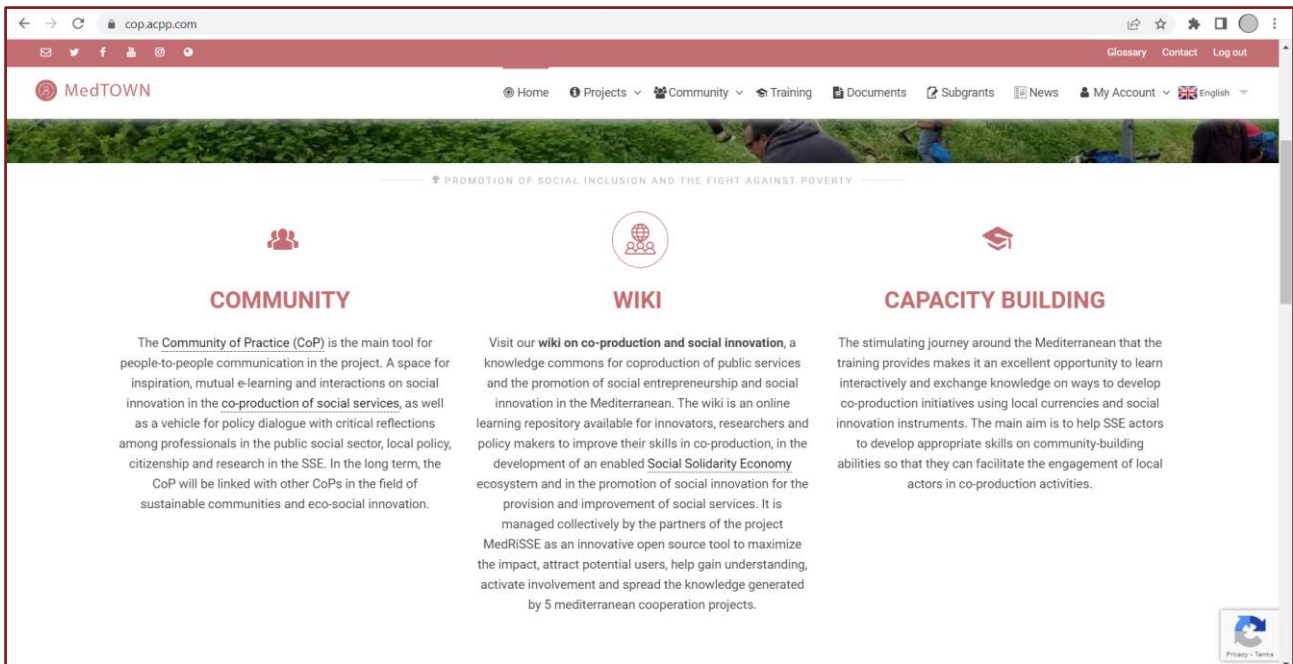 cop.acpp.com
Glossary Contact Log out
MedTOWN
Home Projects Community Training Documents Subgrants News My Account English
PROMOTION OF SOCIAL INCLUSION AND THE FIGHT AGAINST POVERTY
COMMUNITY
The Community of Practice (CoP) is the main tool for
people-to-people communication in the project. A space for
inspiration, mutual e-learning and interactions on social
innovation in the co-production of social services, as well
as a vehicle for policy dialogue with critical reflections
among professionals in the public social sector, local policy,
citizenship and research in the SSE. In the long term, the
CoP will be linked with other CoPs in the field of
sustainable communities and eco-social innovation.
WIKI
Visit our wiki on co-production and social innovation, a
knowledge commons for coproduction of public services
and the promotion of social entrepreneurship and social
innovation in the Mediterranean. The wiki is an online
learning repository available for innovators, researchers and
policy makers to improve their skills in co-production, in the
development of an enabled Social Solidarity Economy
ecosystem and in the promotion of social innovation for the
provision and improvement of social services. It is
managed collectively by the partners of the project
MedRiSSE as an innovative open source tool to maximize
the impact, attract potential users, help gain understanding,
activate involvement and spread the knowledge generated
by 5 mediterranean cooperation projects.
CAPACITY BUILDING
The stimulating journey around the Mediterranean that the
training provides makes it an excellent opportunity to learn
interactively and exchange knowledge on ways to develop
co-production initiatives using local currencies and social
innovation instruments. The main aim is to help SSE actors
to develop appropriate skills on community-building
abilities so that they can facilitate the engagement of local
actors in co-production activities.
Privacy - Terms